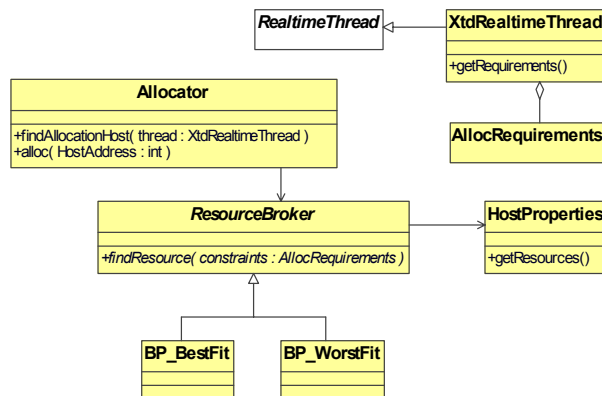 RealtimeThread
XtdRealtimeThread
+getRequirements()
Allocator
+findAllocationHost( thread : XtdRealtimeThread )
+alloc( HostAddress : int )
AllocRequirements
ResourceBroker
+findResource( constraints : AllocRequirements )
HostProperties
+getResources()
BP_BestFit
BP_WorstFit